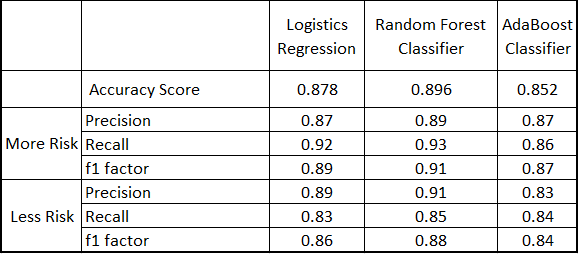 Logistics Regression Random Forest Classifier AdaBoost Classifier
Accuracy Score 0.878 0.896 0.852
More Risk Precision 0.87 0.89 0.87
Recall 0.92 0.93 0.86
f1 factor 0.89 0.91 0.87
Less Risk Precision 0.89 0.91 0.83
Recall 0.83 0.85 0.84
f1 factor 0.86 0.88 0.84